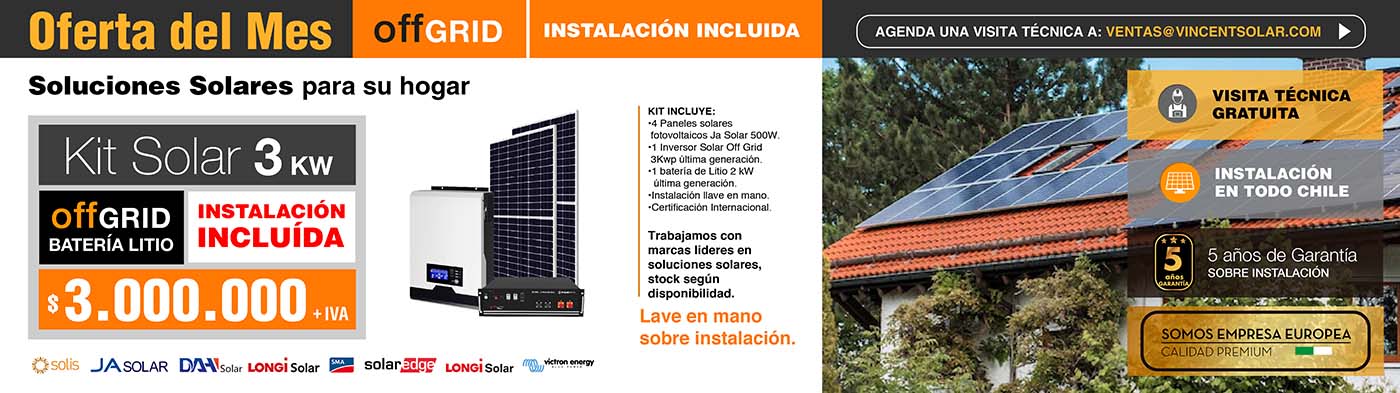 Oferta del Mes
offGRID
INSTALACIÓN INCLUIDA
AGENDA UNA VISITA TÉCNICA A: VENTAS@VINCENTSOLAR.COM
Soluciones Solares para su hogar
Kit Solar 3 KW
offGRID
BATERÍA LITIO
INSTALACIÓN
INCLUÍDA
$3.000.000 + IVA
KIT INCLUYE:
•4 Paneles solares
fotovoltaicos Ja Solar 500W.
•1 Inversor Solar Off Grid
3Kwp última generación.
•1 batería de Litio 2 kW
última generación.
•Instalación llave en mano.
•Certificación Internacional.
Trabajamos con
marcas lideres en
soluciones solares,
stock según
disponibilidad.
Lave en mano
sobre instalación.
solis
JA SOLAR
DAH Solar
LONGi Solar
SMA
solaredge
LONGi Solar
victron energy
BLUE POWER
VISITA TÉCNICA
GRATUITA
INSTALACIÓN
EN TODO CHILE
5
años
GARANTÍA
5 años de Garantía
SOBRE INSTALACIÓN
SOMOS EMPRESA EUROPEA
CALIDAD PREMIUM